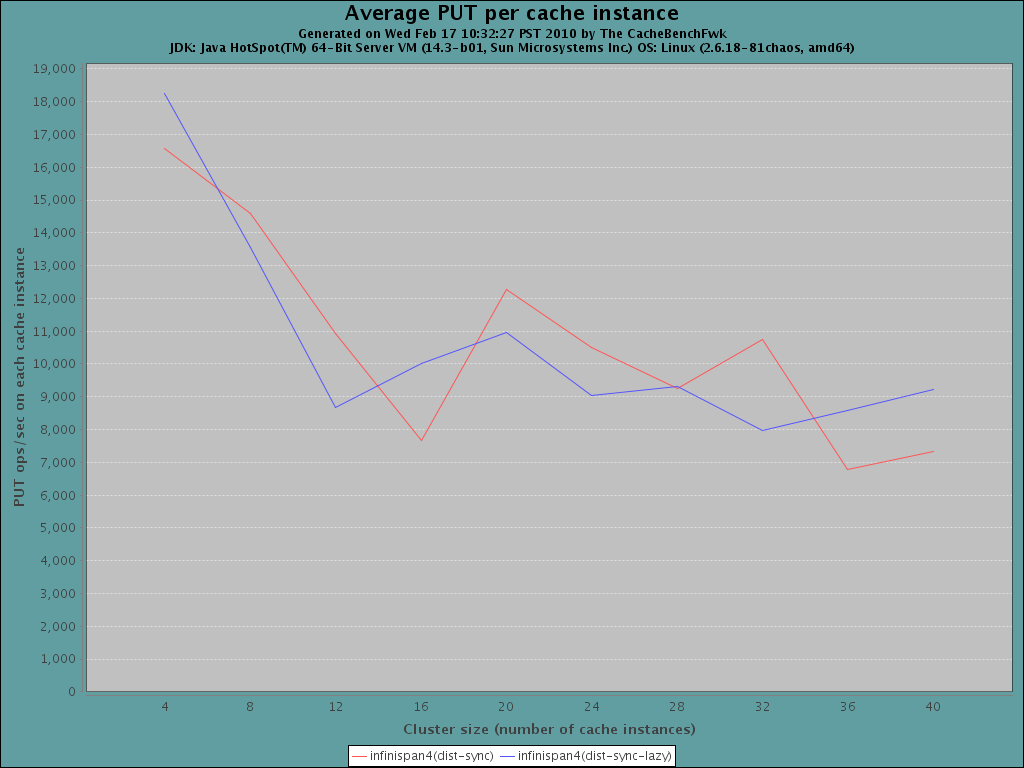 Average PUT per cache instance
Generated on Wed Feb 17 10:32:27 PST 2010 by The CacheBenchFwk
JDK: Java HotSpot(TM) 64-Bit Server VM (14.3-b01, Sun Microsystems Inc.) OS: Linux (2.6.18-81chaos, amd64)
PUT ops/sec on each cache instance
19,000
18,000
17,000
16,000
15,000
14,000
13,000
12,000
11,000
10,000
9,000
8,000
7,000
6,000
5,000
4,000
3,000
2,000
1,000
0
4 8 12 16 20 24 28 32 36 40
Cluster size (number of cache instances)
infinispan4(dist-sync) infinispan4(dist-sync-lazy)